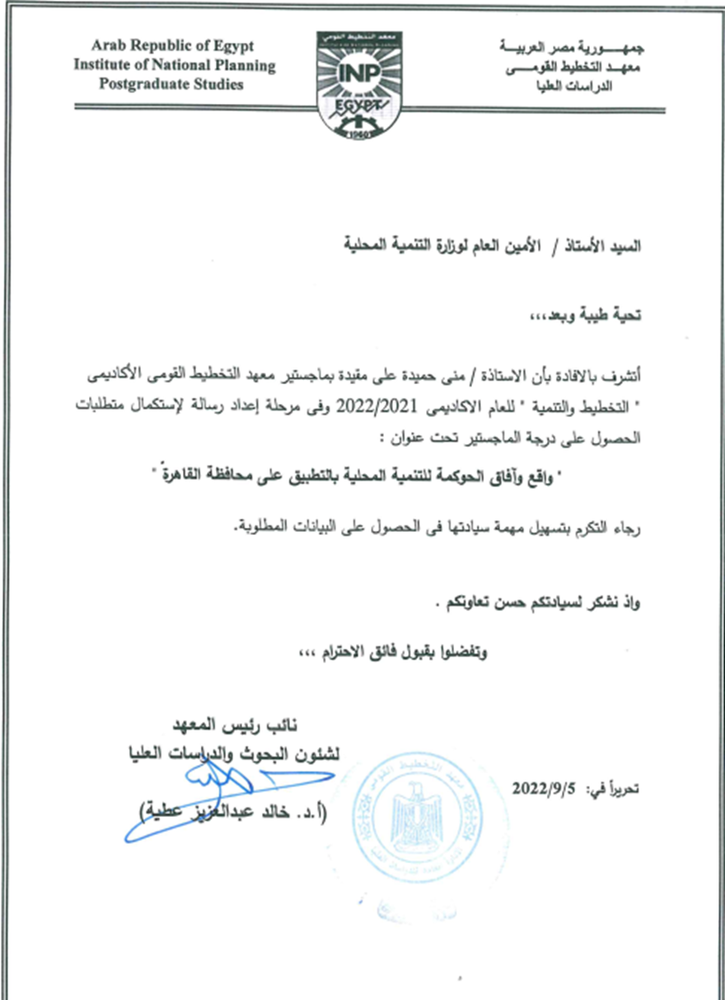 Arab Republic of Egypt
Institute of National Planning
Postgraduate Studies
معهد التخطيط القومي
INP
EGYPT
1960
جمهـــورية مصر العربيـــة
معهــد التخطيط القومـــى
الدراسات العليا
السيد الأستاذ / الأمين العام لوزارة التنمية المحلية
تحية طيبة وبعد،،،
أتشرف بالافادة بأن الاستاذة / منى حميدة على مقيدة بماجستير معهد التخطيط القومى الأكاديمى
" التخطيط والتنمية " للعام الاكاديمى 2022/2021 وفى مرحلة إعداد رسالة لإستكمال متطلبات
الحصول على درجة الماجستير تحت عنوان :
" واقع وآفاق الحوكمة للتنمية المحلية بالتطبيق على محافظة القاهرة "
رجاء التكرم بتسهيل مهمة سيادتها فى الحصول على البيانات المطلوبة.
واذ نشكر لسيادتكم حسن تعاونكم .
وتفضلوا بقبول فائق الاحترام ،،،
نائب رئيس المعهد
لشئون البحوث والدراسات العليا
(أ.د. خالد عبدالعزيز عطية)
تحريراً في: 2022/9/5
معهد التخطيط القومى